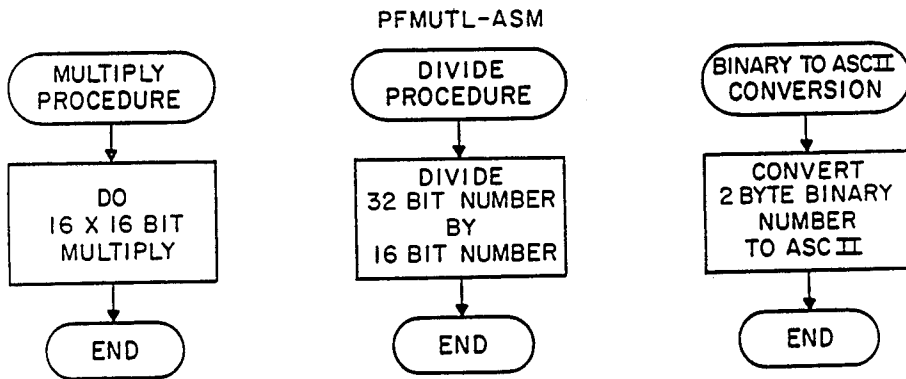 PFMUTL-ASM
MULTIPLY
PROCEDURE
DO
16 X 16 BIT
MULTIPLY
END
DIVIDE
PROCEDURE
DIVIDE
32 BIT NUMBER
BY
16 BIT NUMBER
END
BINARY TO ASCII
CONVERSION
CONVERT
2 BYTE BINARY
NUMBER
TO ASCII
END